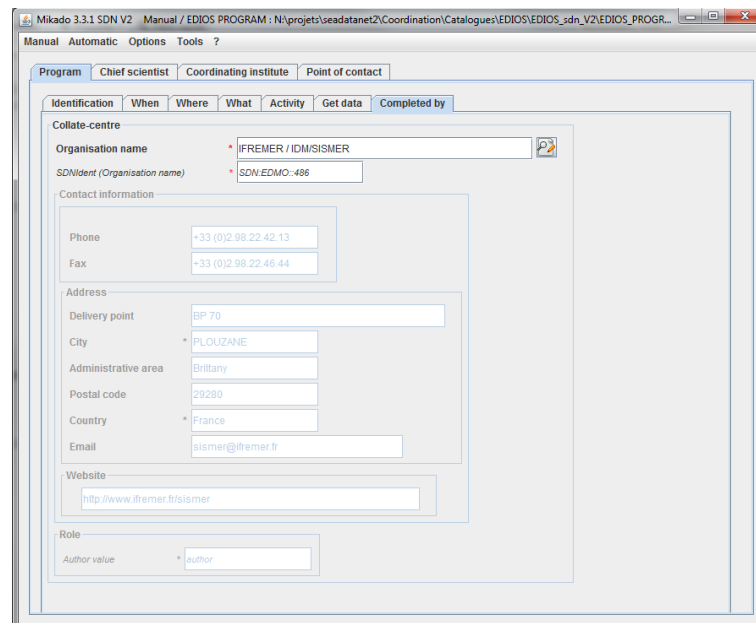 Mikado 3.3.1 SDN V2 Manual / EDIOS PROGRAM : N:\projets\seadatanet2\Coordination\Catalogues\EDIOS\EDIOS_sdn_V2\EDIOS_PROGR...
Manual Automatic Options Tools ?
Program Chief scientist Coordinating institute Point of contact
Identification When Where What Activity Get data Completed by
Collate-centre
Organisation name * IFREMER / IDM/SISMER
SDNIdent (Organisation name) * SDN:EDMO::486
Contact information
Phone +33 (0)2.98.22.42.13
Fax +33 (0)2.98.22.46.44
Address
Delivery point BP 70
City * PLOUZANE
Administrative area Brittany
Postal code 29280
Country * France
Email sismer@ifremer.fr
Website
http://www.ifremer.fr/sismer
Role
Author value * author